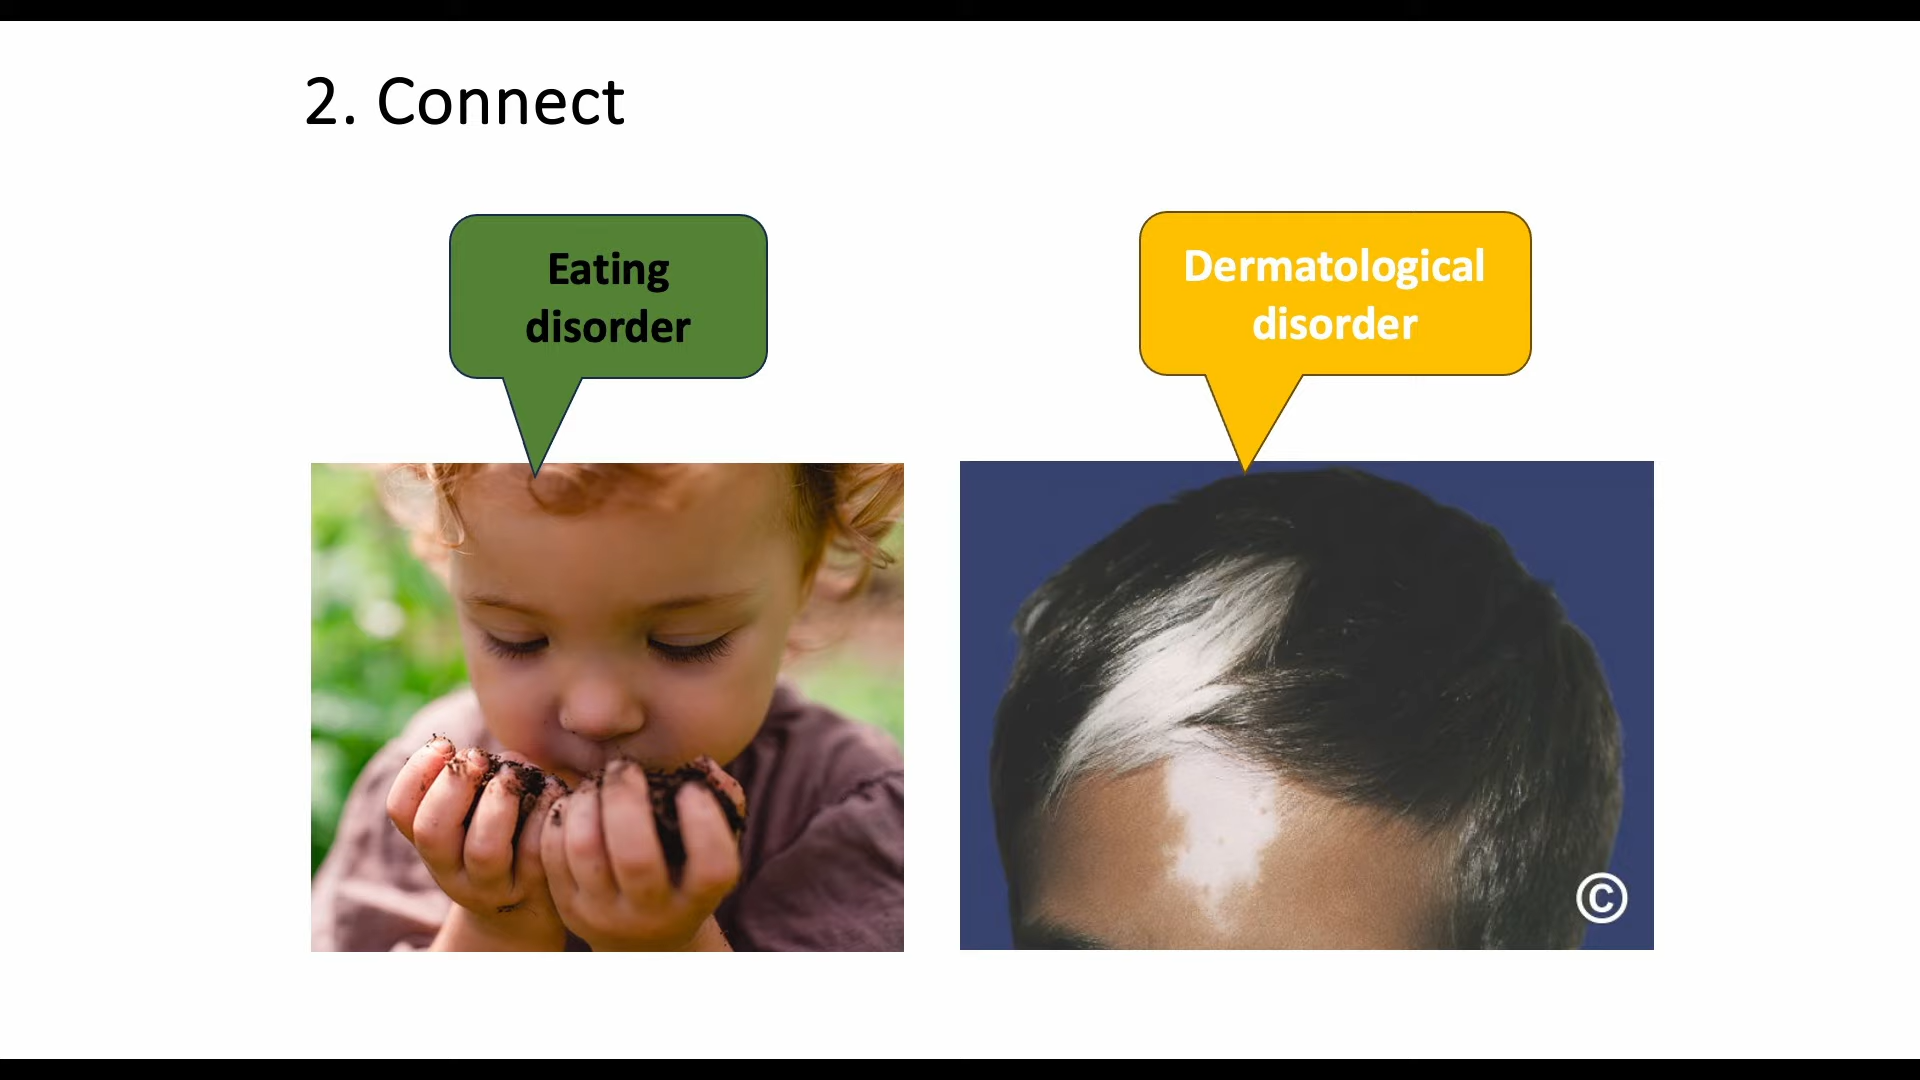 2. Connect
Eating
disorder
Dermatological
disorder
©